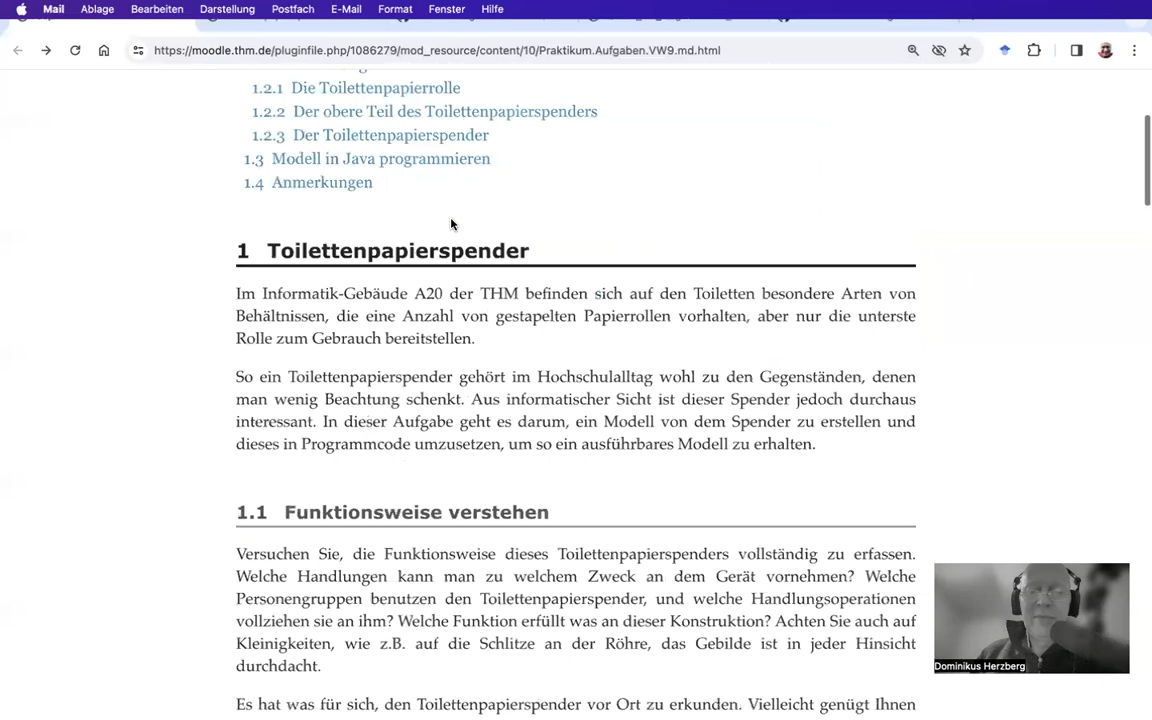 Mail Ablage Bearbeiten Darstellung Postfach E-Mail Format Fenster Hilfe
https://moodle.thm.de/pluginfile.php/1086279/mod_resource/content/10/Praktikum.Aufgaben.VW9.md.html
1.2.1 Die Toilettenpapierrolle
1.2.2 Der obere Teil des Toilettenpapierspenders
1.2.3 Der Toilettenpapierspender
1.3 Modell in Java programmieren
1.4 Anmerkungen
1 Toilettenpapierspender
Im Informatik-Gebäude A20 der THM befinden sich auf den Toiletten besondere Arten von
Behältnissen, die eine Anzahl von gestapelten Papierrollen vorhalten, aber nur die unterste
Rolle zum Gebrauch bereitstellen.
So ein Toilettenpapierspender gehört im Hochschulalltag wohl zu den Gegenständen, denen
man wenig Beachtung schenkt. Aus informatischer Sicht ist dieser Spender jedoch durchaus
interessant. In dieser Aufgabe geht es darum, ein Modell von dem Spender zu erstellen und
dieses in Programmcode umzusetzen, um so ein ausführbares Modell zu erhalten.
1.1 Funktionsweise verstehen
Versuchen Sie, die Funktionsweise dieses Toilettenpapierspenders vollständig zu erfassen.
Welche Handlungen kann man zu welchem Zweck an dem Gerät vornehmen? Welche
Personengruppen benutzen den Toilettenpapierspender, und welche Handlungsoperationen
vollziehen sie an ihm? Welche Funktion erfüllt was an dieser Konstruktion? Achten Sie auch auf
Kleinigkeiten, wie z.B. auf die Schlitze an der Röhre, das Gebilde ist in jeder Hinsicht
durchdacht.
Es hat was für sich, den Toilettenpapierspender vor Ort zu erkunden. Vielleicht genügt Ihnen
Dominikus Herzberg